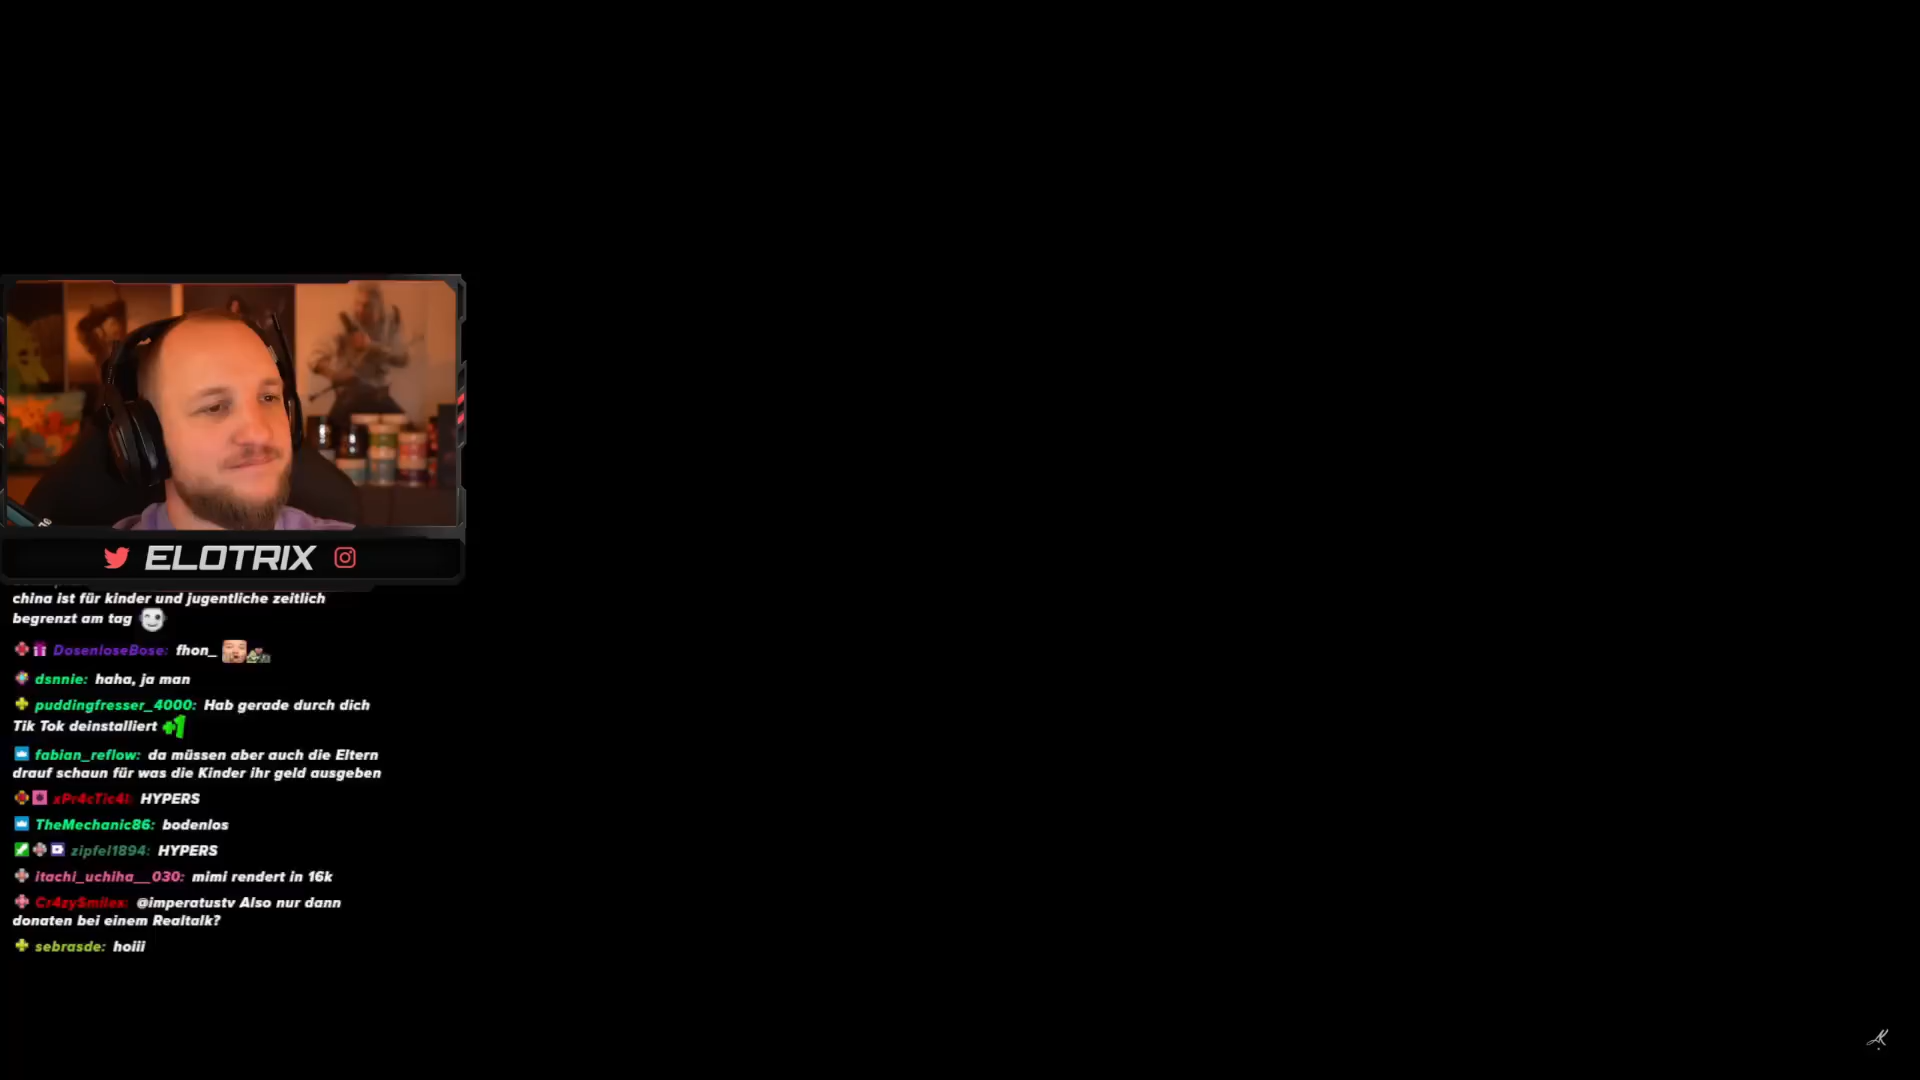 ELOTRIX
china ist für kinder und jugentliche zeitlich
begrenzt am tag
DosenloseBose: fhon_
dsnnie: haha, ja man
puddingfresser_4000: Hab gerade durch dich
Tik Tok deinstalliert +1
fabian_reflow: da müssen aber auch die Eltern
drauf schaun für was die Kinder ihr geld ausgeben
xPr4cTic4l: HYPERS
TheMechanic86: bodenlos
zipfel1894: HYPERS
itachi_uchiha__030: mimi rendert in 16k
Cr4zySmilex: @imperatustv Also nur dann
donaten bei einem Realtalk?
sebrasde: hoiii